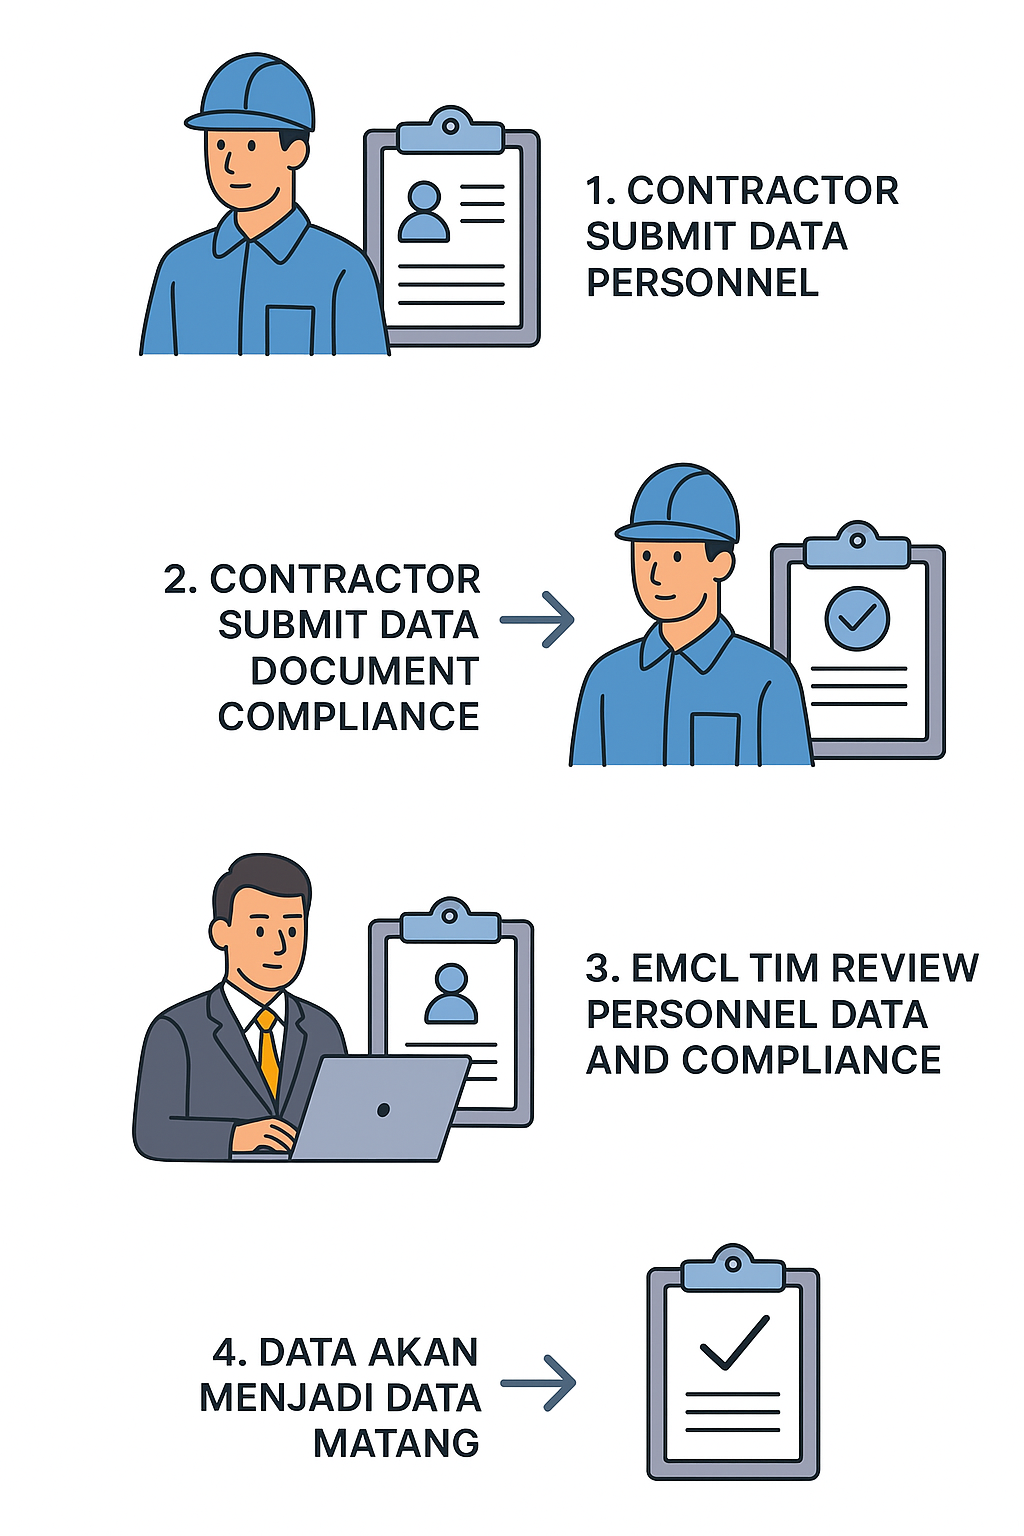 1. CONTRACTOR
SUBMIT DATA
PERSONNEL
2. CONTRACTOR
SUBMIT DATA
DOCUMENT
COMPLIANCE
3. EMCL TIM REVIEW
PERSONNEL DATA
AND COMPLIANCE
4. DATA AKAN
MENJADI DATA
MATANG